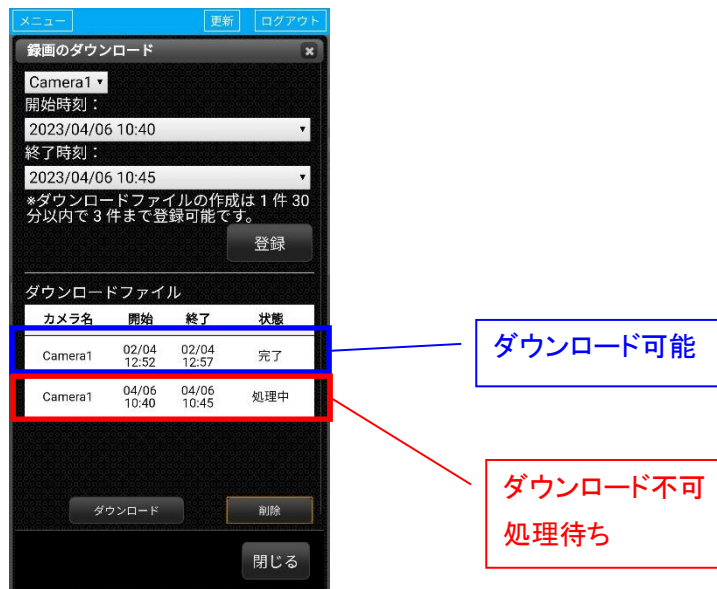 メニュー 更新 ログアウト
録画のダウンロード ×
Camera1
開始時刻：
2023/04/06 10:40
終了時刻：
2023/04/06 10:45
*ダウンロードファイルの作成は 1 件 30
分以内で 3 件まで登録可能です。
登録
ダウンロードファイル
カメラ名 開始 終了 状態
Camera1 02/04 12:52 02/04 12:57 完了
Camera1 04/06 10:40 04/06 10:45 処理中
ダウンロード 削除
閉じる
ダウンロード可能
ダウンロード不可
処理待ち